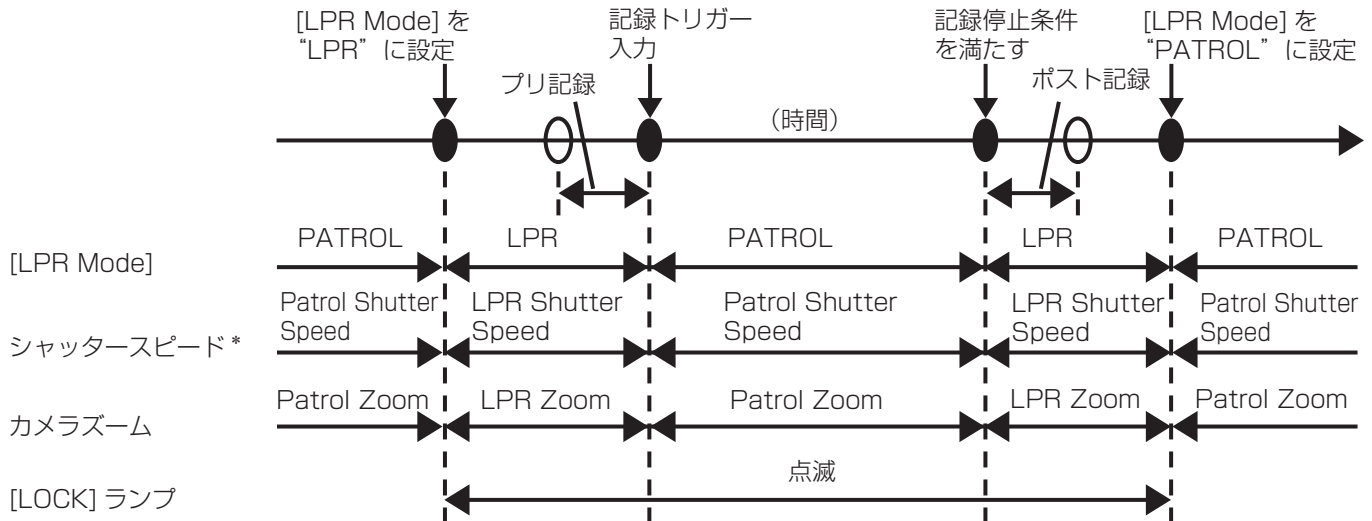 [LPR Mode] を
“LPR” に設定
記録トリガー
入力
記録停止条件
を満たす
[LPR Mode] を
“PATROL” に設定
プリ記録
ポスト記録
（時間）
[LPR Mode]
PATROL
LPR
PATROL
LPR
PATROL
シャッタースピード *
Patrol Shutter
Speed
LPR Shutter
Speed
Patrol Shutter
Speed
LPR Shutter
Speed
Patrol Shutter
Speed
カメラズーム
Patrol Zoom
LPR Zoom
Patrol Zoom
LPR Zoom
Patrol Zoom
[LOCK] ランプ
点滅